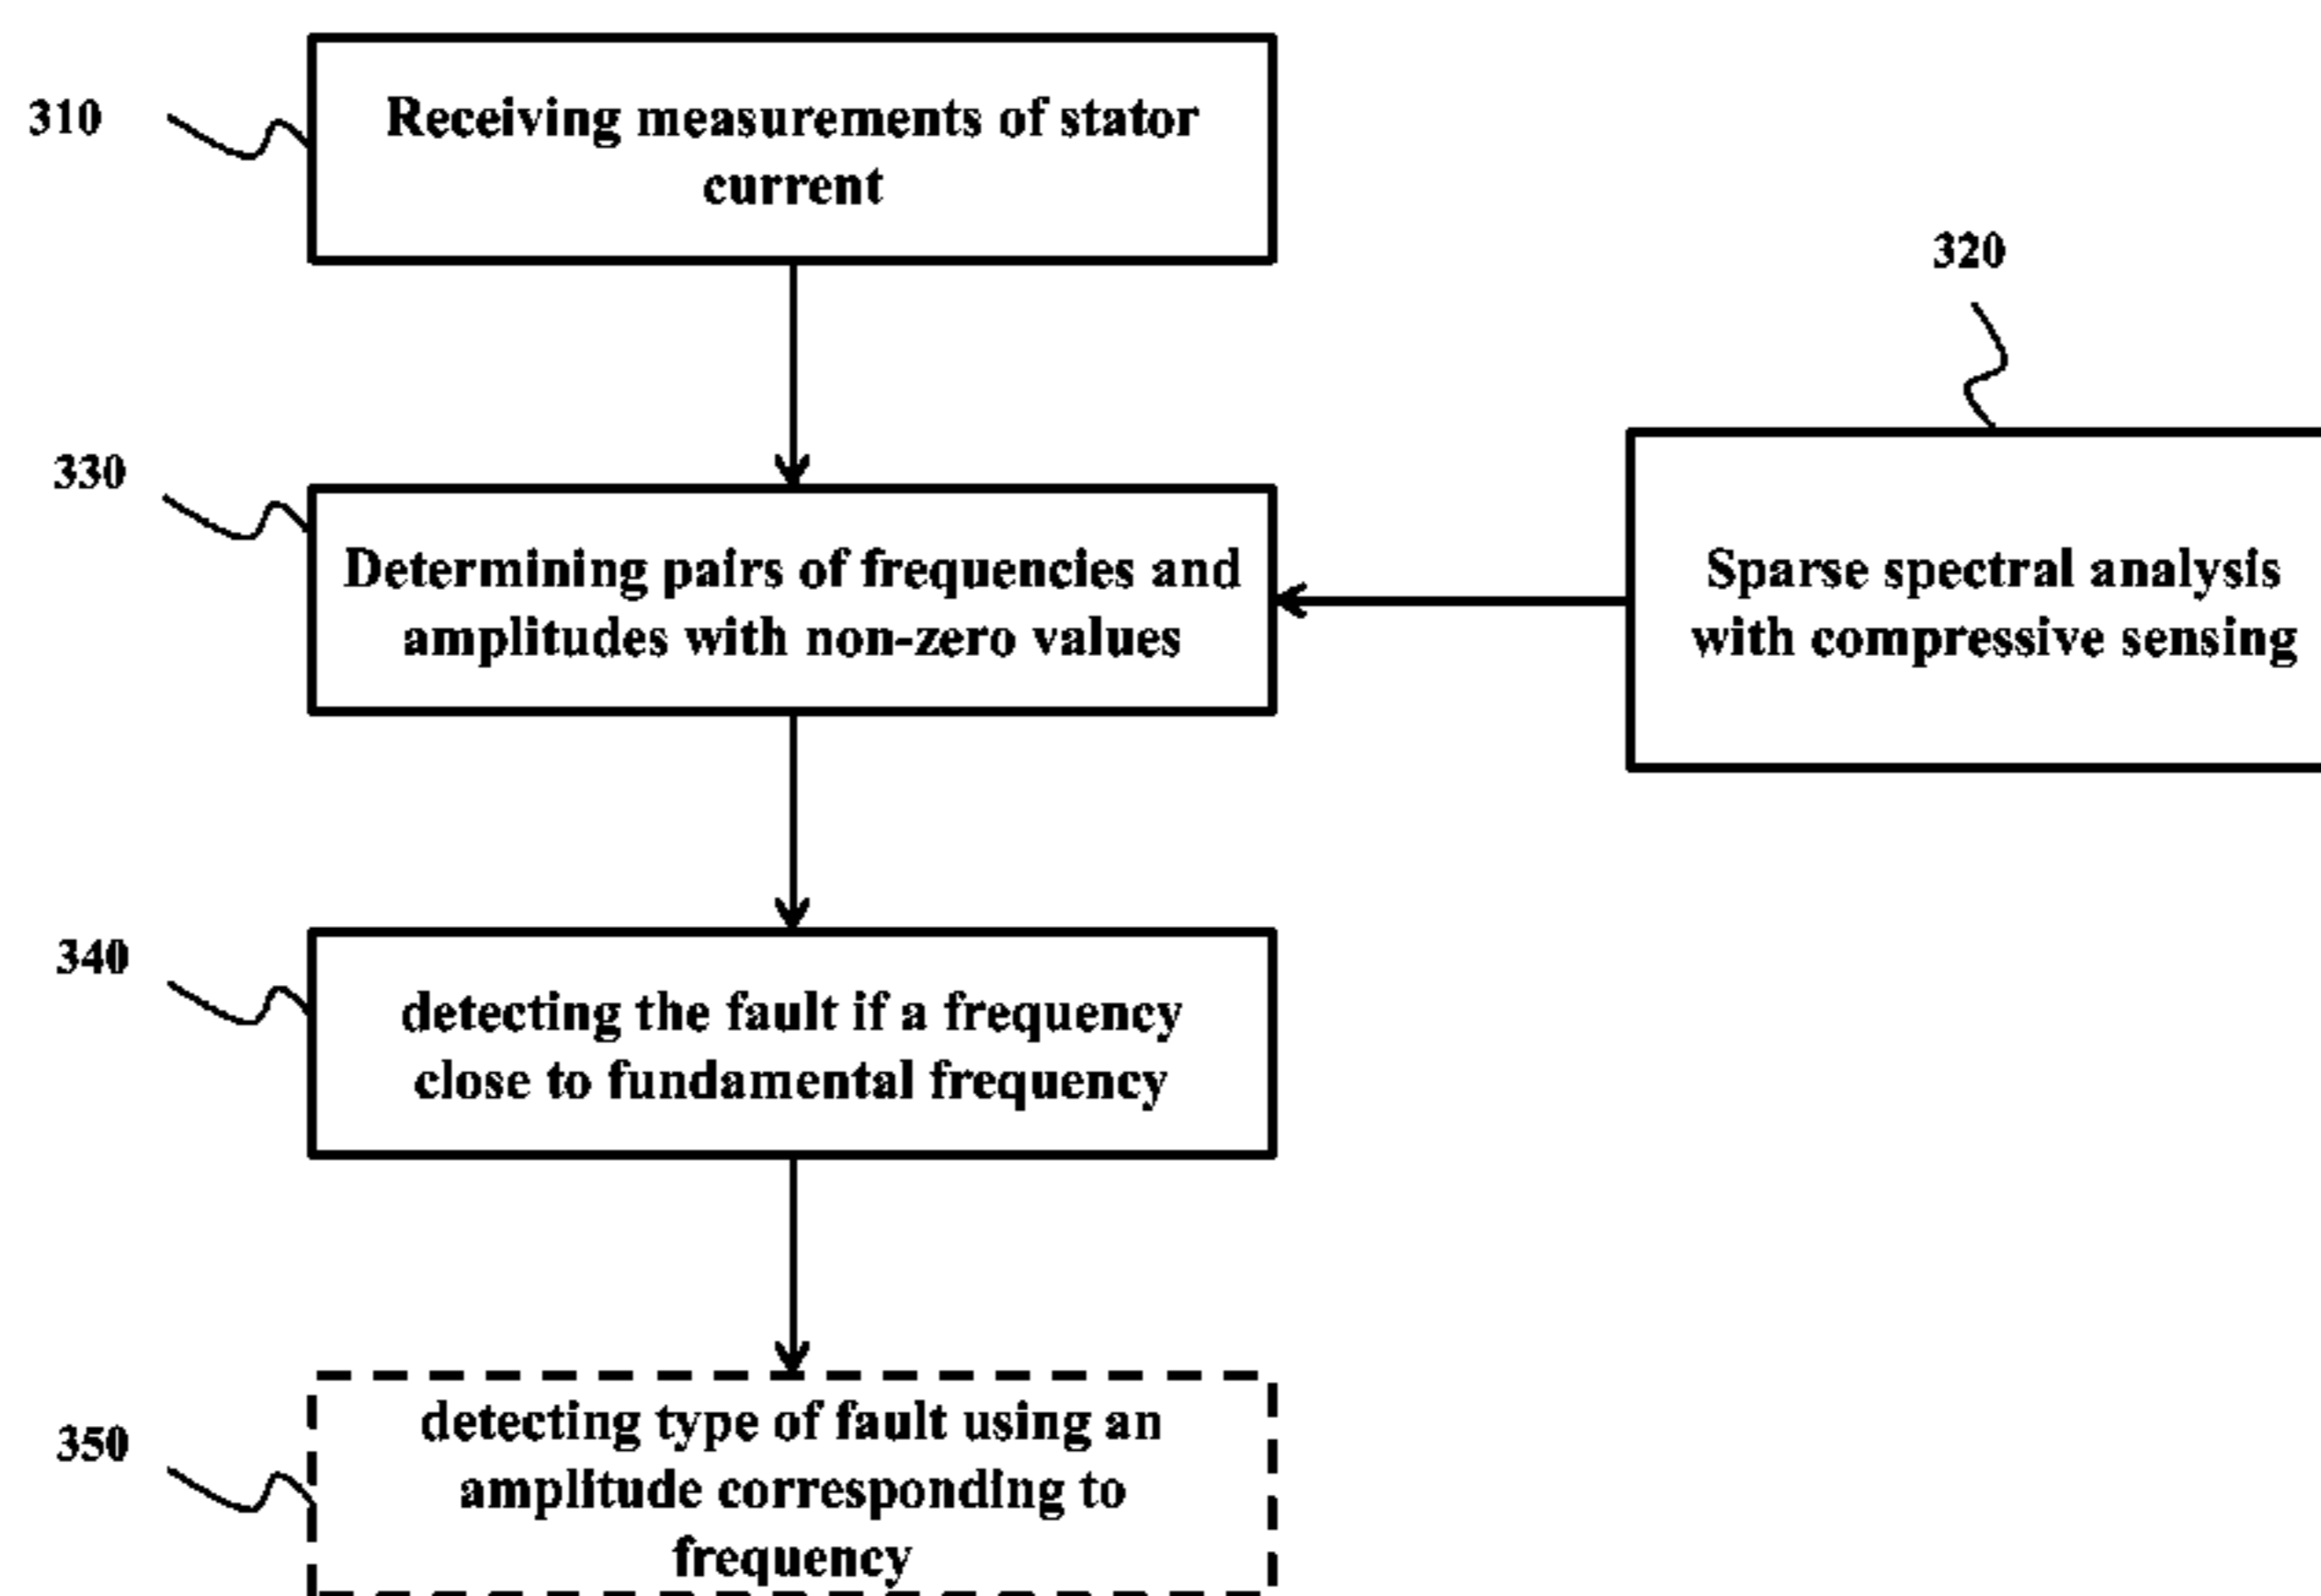 310
Receiving measurements of stator
current
320
330
Determining pairs of frequencies and
amplitudes with non-zero values
Sparse spectral analysis
with compressive sensing
340
detecting the fault if a frequency
close to fundamental frequency
350
detecting type of fault using an
amplitude corresponding to
frequency